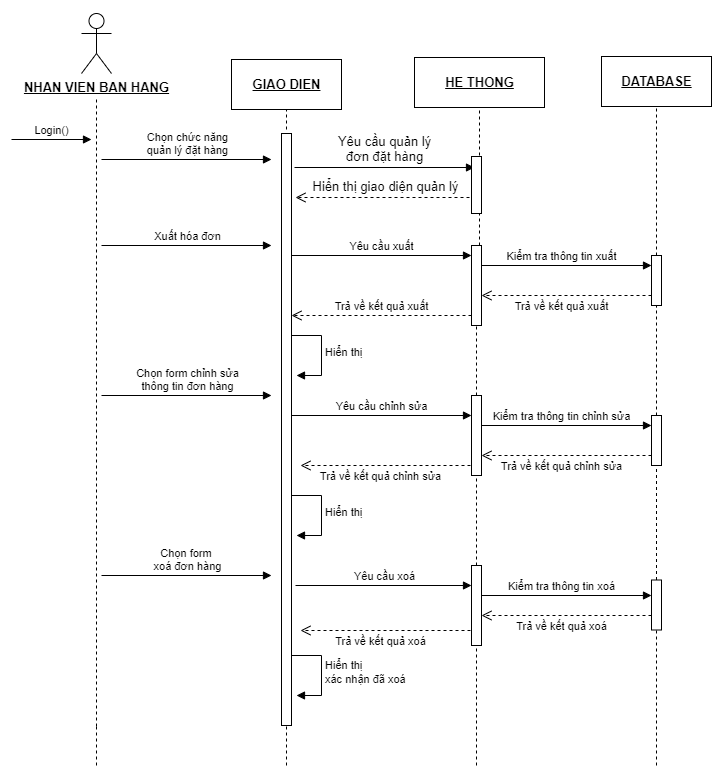 NHAN VIEN BAN HANG
GIAO DIEN
HE THONG
DATABASE
Login()
Chọn chức năng
quản lý đặt hàng
Yêu cầu quản lý
đơn đặt hàng
Hiển thị giao diện quản lý
Xuất hóa đơn
Yêu cầu xuất
Kiểm tra thông tin xuất
Trả về kết quả xuất
Trả về kết quả xuất
Hiển thị
Chọn form chỉnh sửa
thông tin đơn hàng
Yêu cầu chỉnh sửa
Kiểm tra thông tin chỉnh sửa
Trả về kết quả chỉnh sửa
Trả về kết quả chỉnh sửa
Hiển thị
Chọn form
xoá đơn hàng
Yêu cầu xoá
Kiểm tra thông tin xoá
Trả về kết quả xoá
Trả về kết quả xoá
Hiển thị
xác nhận đã xoá